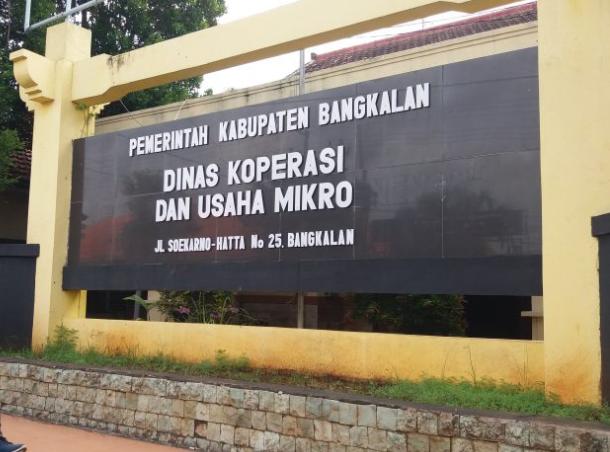 PEMERINTAH KABUPATEN BANGKALAN
DINAS KOPERASI
DAN USAHA MIKRO
JL. SOEKARNO-HATTA No 25. BANGKALAN